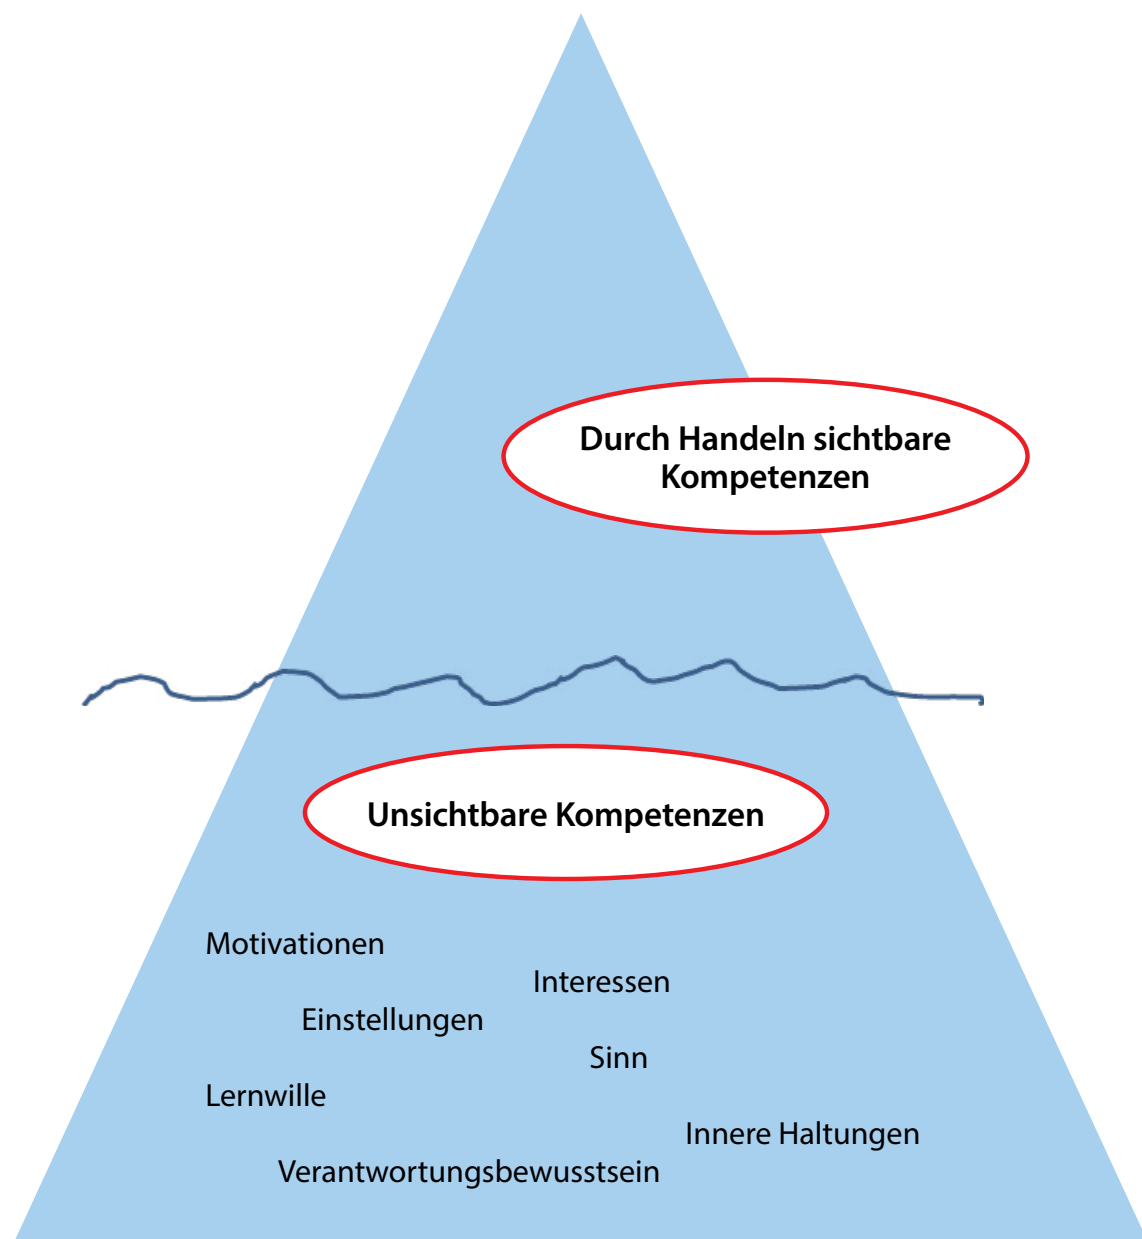 Durch Handeln sichtbare
Kompetenzen
Unsichtbare Kompetenzen
Motivationen
Interessen
Einstellungen
Sinn
Lernwille
Innere Haltungen
Verantwortungsbewusstsein